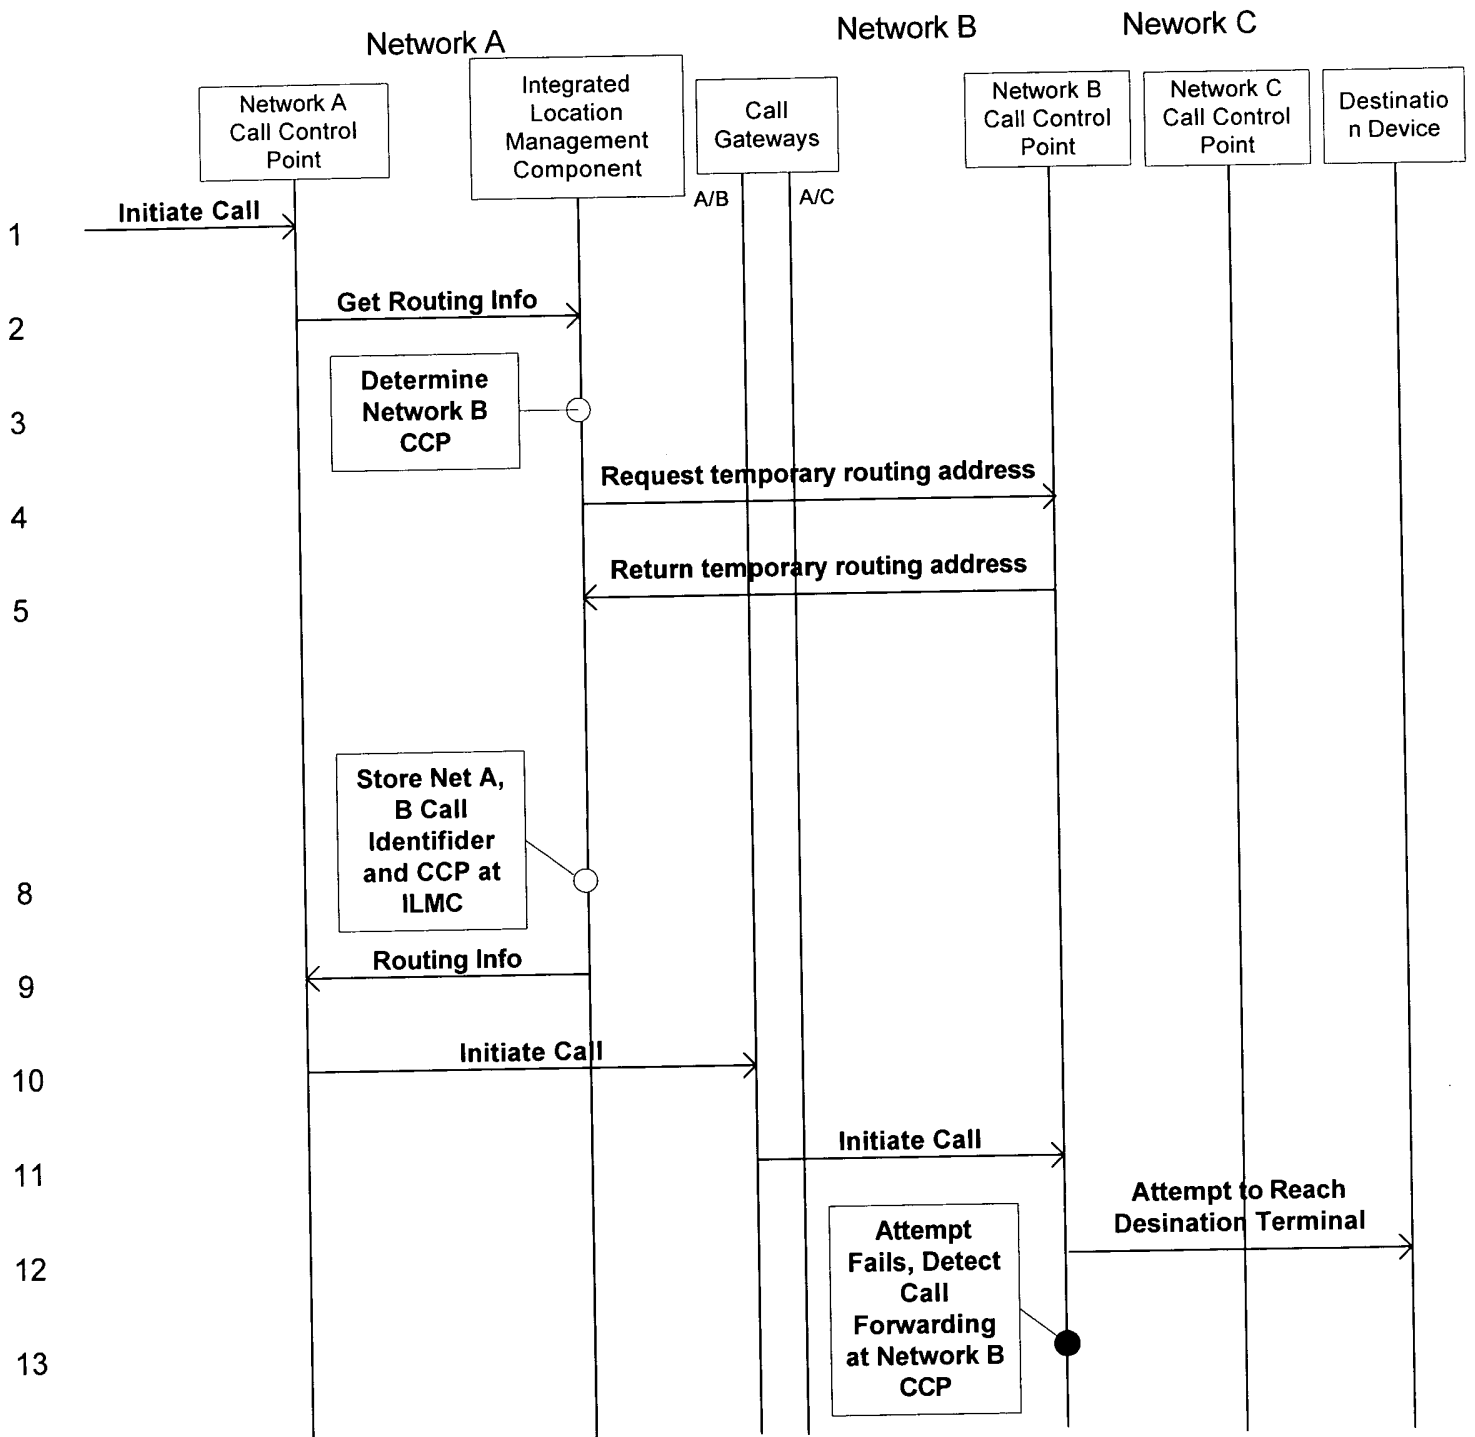 Network A
Network B
Nework C
Network A
Call Control
Point
Integrated
Location
Management
Component
Call
Gateways
Network B
Call Control
Point
Network C
Call Control
Point
Destinatio
n Device
A/B
A/C
1
Initiate Call
2
Get Routing Info
3
Determine
Network B
CCP
4
Request temporary routing address
5
Return temporary routing address
8
Store Net A,
B Call
Identifider
and CCP at
ILMC
9
Routing Info
10
Initiate Call
11
Initiate Call
12
Attempt to Reach
Desination Terminal
13
Attempt
Fails, Detect
Call
Forwarding
at Network B
CCP